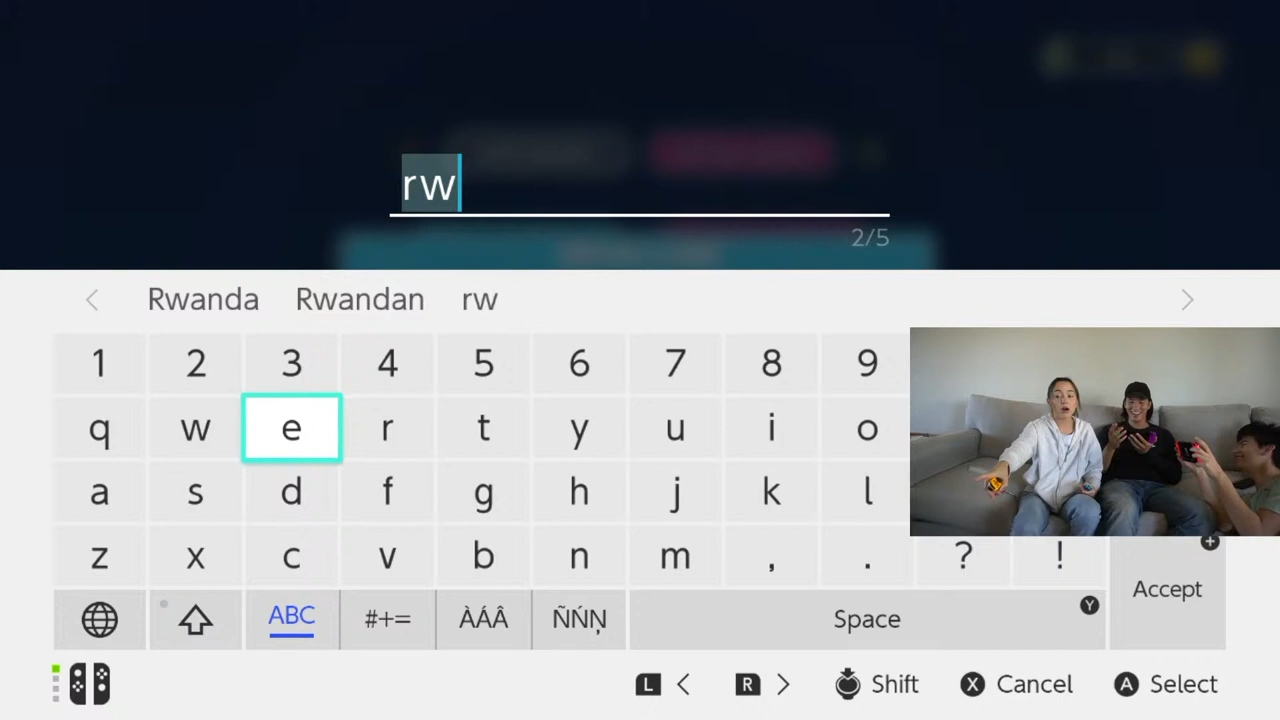 rw
2/5
Rwanda Rwandan rw
1 2 3 4 5 6 7 8 9
q w e r t y u i o
a s d f g h j k l
z x c v b n m , . ? ! +
ABC #+= ÀÁÂ ÑŃŅ Space Y Accept
L < R > Shift X Cancel A Select